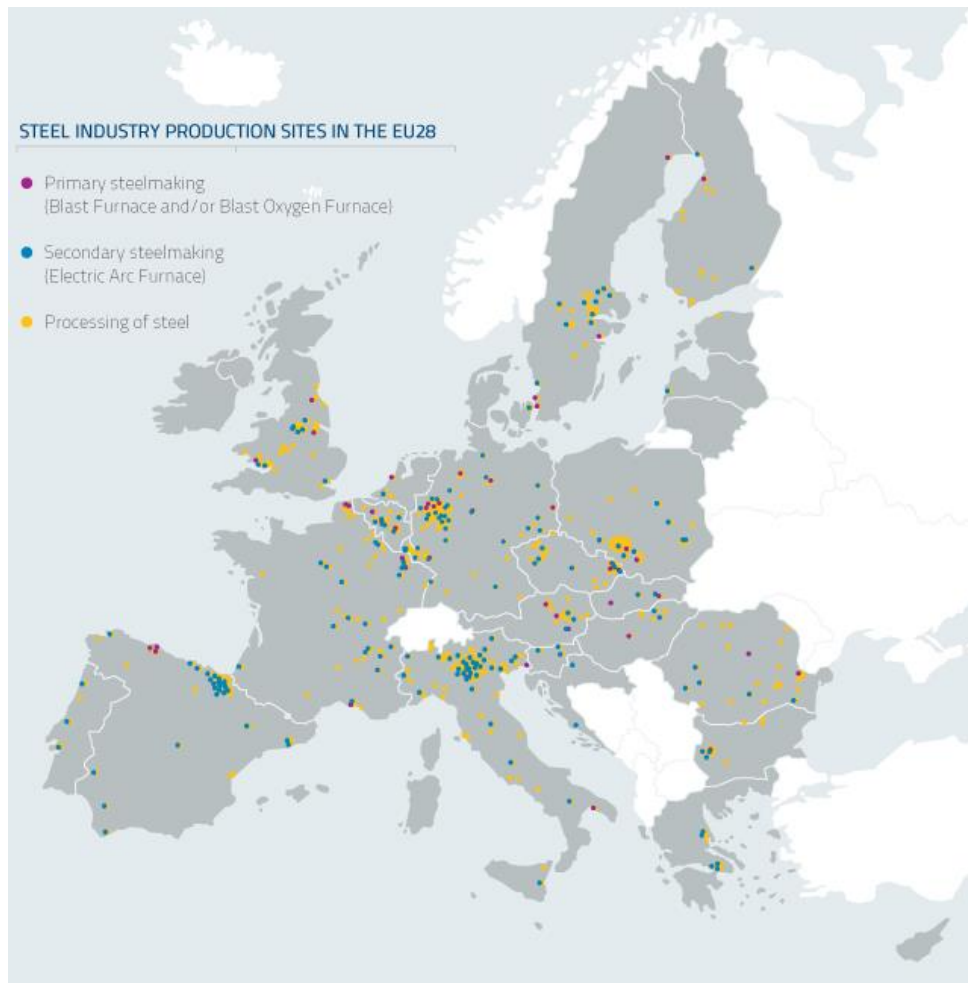 STEEL INDUSTRY PRODUCTION SITES IN THE EU28
Primary steelmaking
(Blast Furnace and/or Blast Oxygen Furnace)
Secondary steelmaking
(Electric Arc Furnace)
Processing of steel